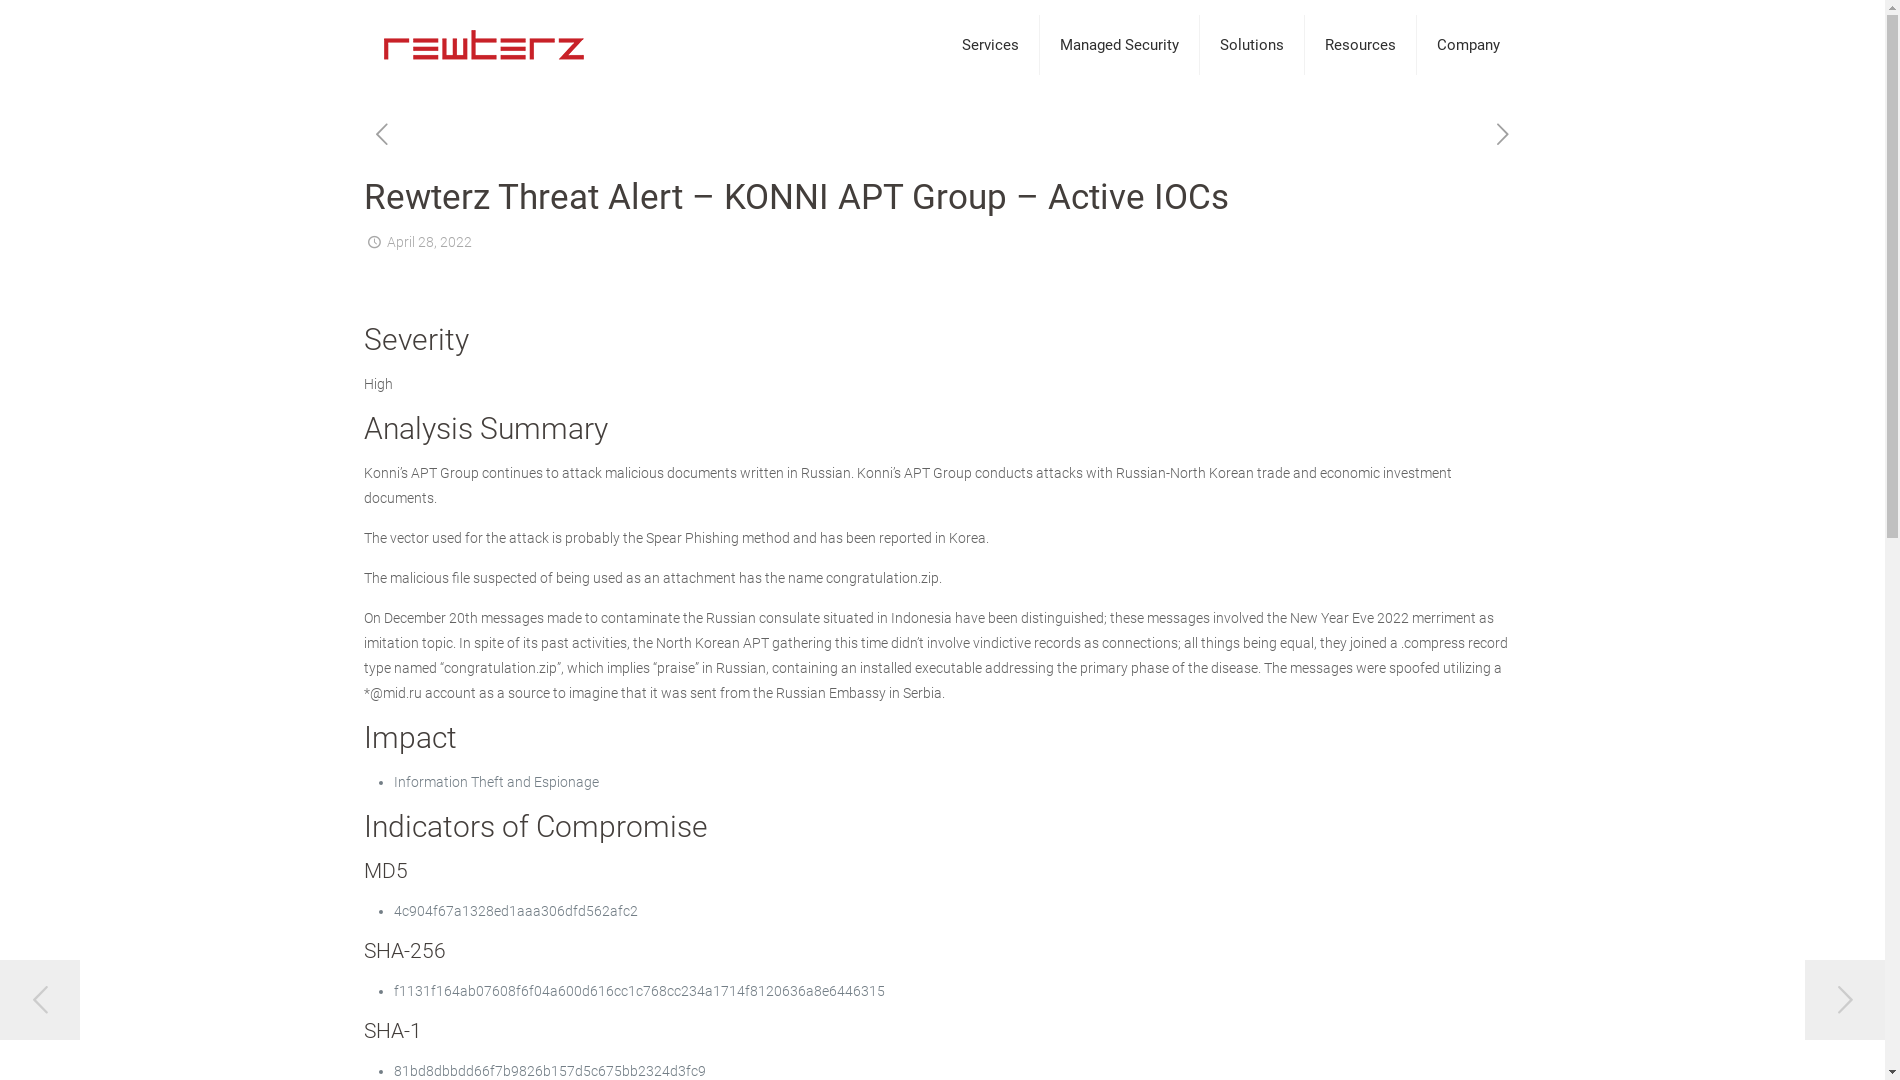 rewterz
Services
Managed Security
Solutions
Resources
Company
Rewterz Threat Alert – KONNI APT Group – Active IOCs
April 28, 2022
Severity
High
Analysis Summary
Konni’s APT Group continues to attack malicious documents written in Russian. Konni’s APT Group conducts attacks with Russian-North Korean trade and economic investment
documents.
The vector used for the attack is probably the Spear Phishing method and has been reported in Korea.
The malicious file suspected of being used as an attachment has the name congratulation.zip.
On December 20th messages made to contaminate the Russian consulate situated in Indonesia have been distinguished; these messages involved the New Year Eve 2022 merriment as
imitation topic. In spite of its past activities, the North Korean APT gathering this time didn’t involve vindictive records as connections; all things being equal, they joined a .compress record
type named “congratulation.zip”, which implies “praise” in Russian, containing an installed executable addressing the primary phase of the disease. The messages were spoofed utilizing a
*@mid.ru account as a source to imagine that it was sent from the Russian Embassy in Serbia.
Impact
• Information Theft and Espionage
Indicators of Compromise
MD5
• 4c904f67a1328ed1aaa306dfd562afc2
SHA-256
• f1131f164ab07608f6f04a600d616cc1c768cc234a1714f8120636a8e6446315
SHA-1
• 81bd8dbbdd66f7b9826b157d5c675bb2324d3fc9